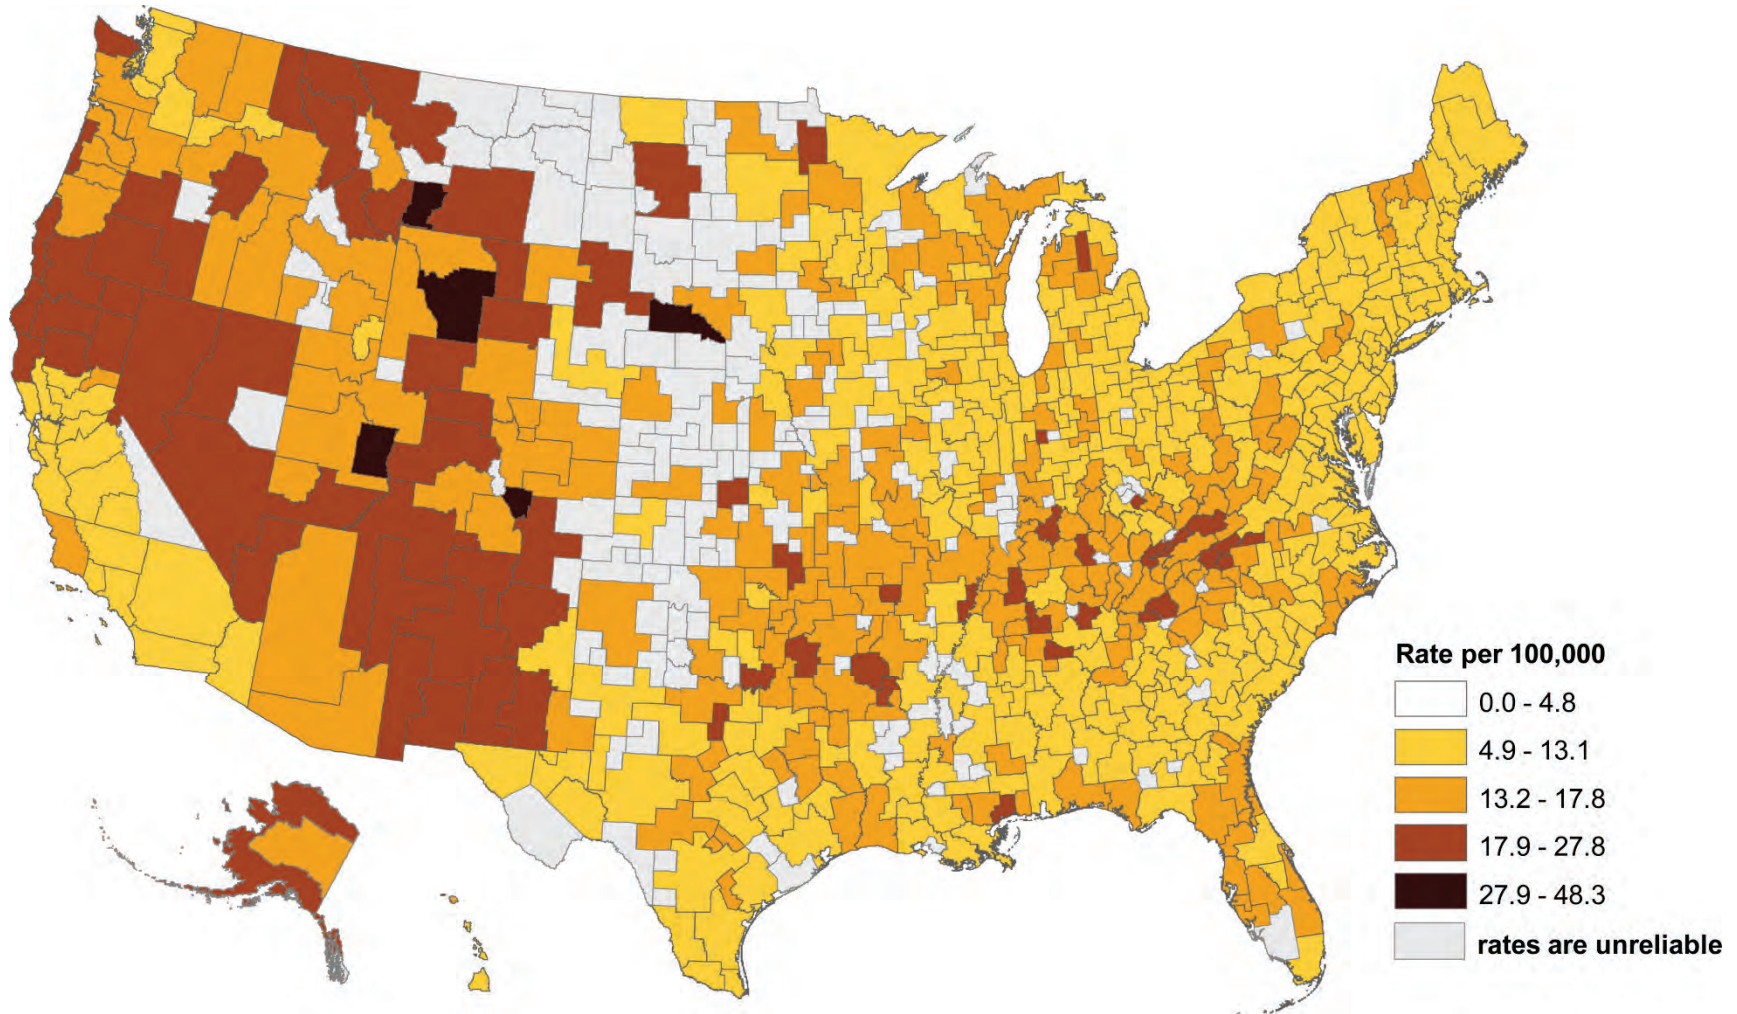 Rate per 100,000
0.0 - 4.8
4.9 - 13.1
13.2 - 17.8
17.9 - 27.8
27.9 - 48.3
rates are unreliable